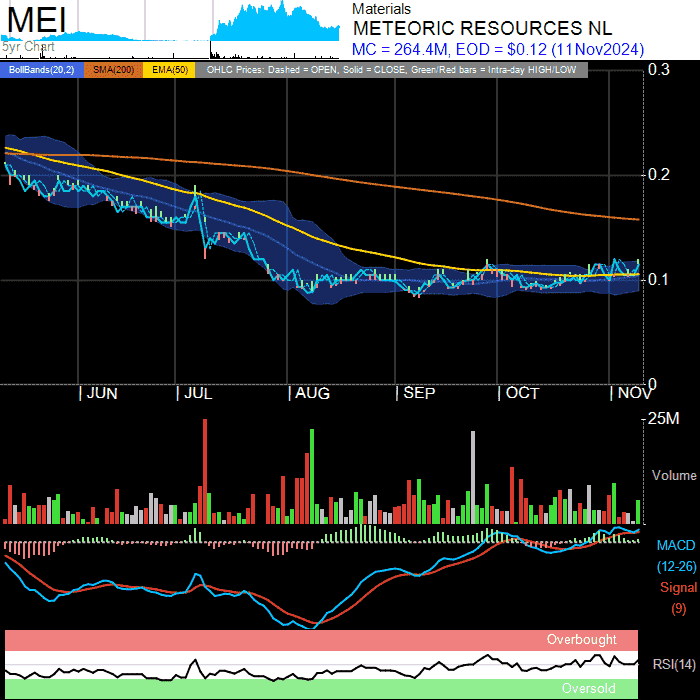 MEI
5yr Chart
Materials
METEORIC RESOURCES NL
MC = 264.4M, EOD = $0.12 (11Nov2024)
BollBands(20,2) SMA(200) EMA(50) OHLC Prices: Dashed = OPEN, Solid = CLOSE, Green/Red bars = Intra-day HIGH/LOW
0.3
0.2
0.1
0
JUN JUL AUG SEP OCT NOV
25M
Volume
MACD
(12-26)
Signal
(9)
Overbought
RSI(14)
Oversold